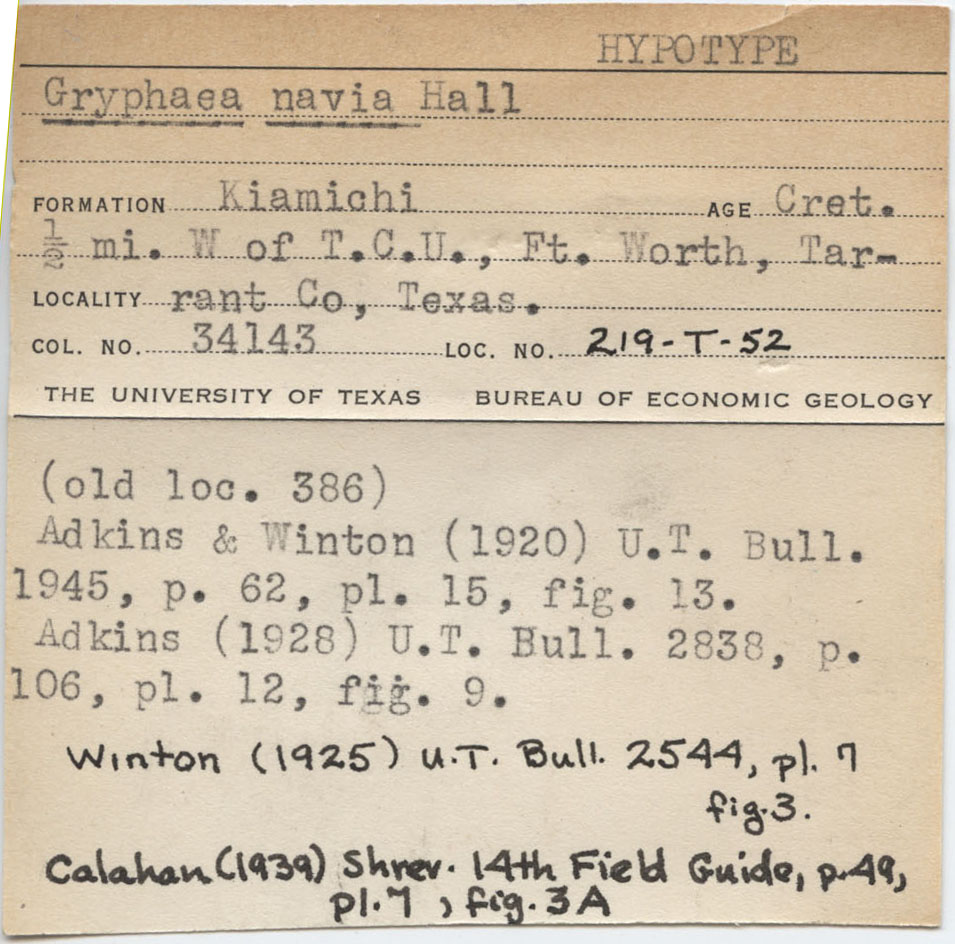 HYPOTYPE
Gryphaea navia Hall
FORMATION Kiamichi AGE Cret.
½ mi. W of T.C.U., Ft. Worth, Tar-
LOCALITY rant Co, Texas.
COL. NO. 34143 LOC. NO. 219-T-52
THE UNIVERSITY OF TEXAS BUREAU OF ECONOMIC GEOLOGY
(old loc. 386)
Adkins & Winton (1920) U.T. Bull.
1945, p. 62, pl. 15, fig. 13.
Adkins (1928) U.T. Bull. 2838, p.
106, pl. 12, fig. 9.
Winton (1925) U.T. Bull. 2544, pl. 7
fig. 3.
Calahan (1939) Shrev. 14th Field Guide, p. 49,
pl. 7, fig. 3A